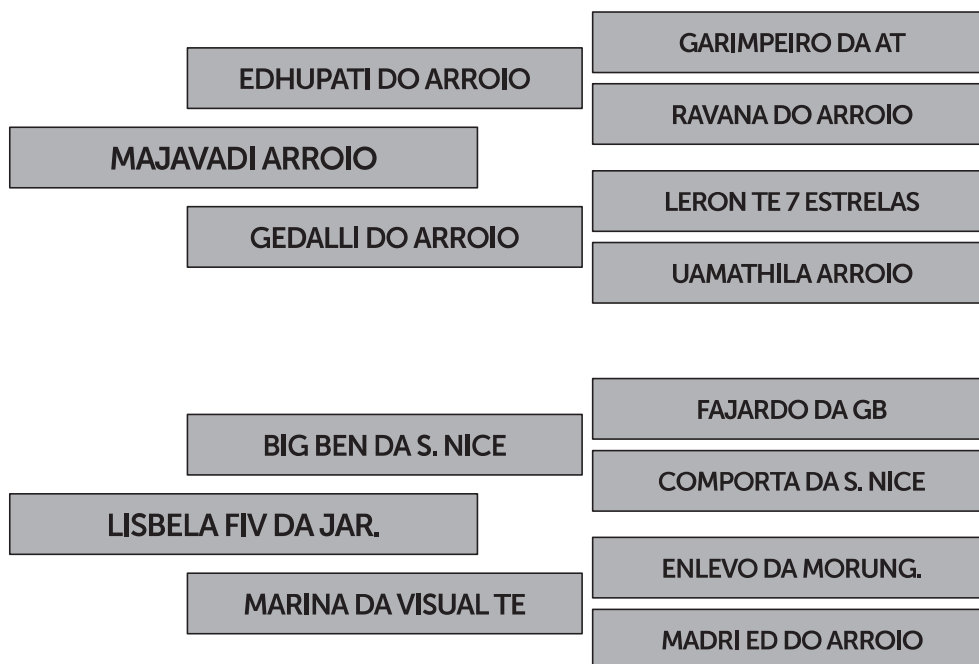 GARIMPEIRO DA AT
EDHUPATI DO ARROIO
RAVANA DO ARROIO
MAJAVADI ARROIO
LERON TE 7 ESTRELAS
GEDALLI DO ARROIO
UAMATHILA ARROIO
FAJARDO DA GB
BIG BEN DA S. NICE
COMPORTA DA S. NICE
LISBELA FIV DA JAR.
ENLEVO DA MORUNG.
MARINA DA VISUAL TE
MADRI ED DO ARROIO